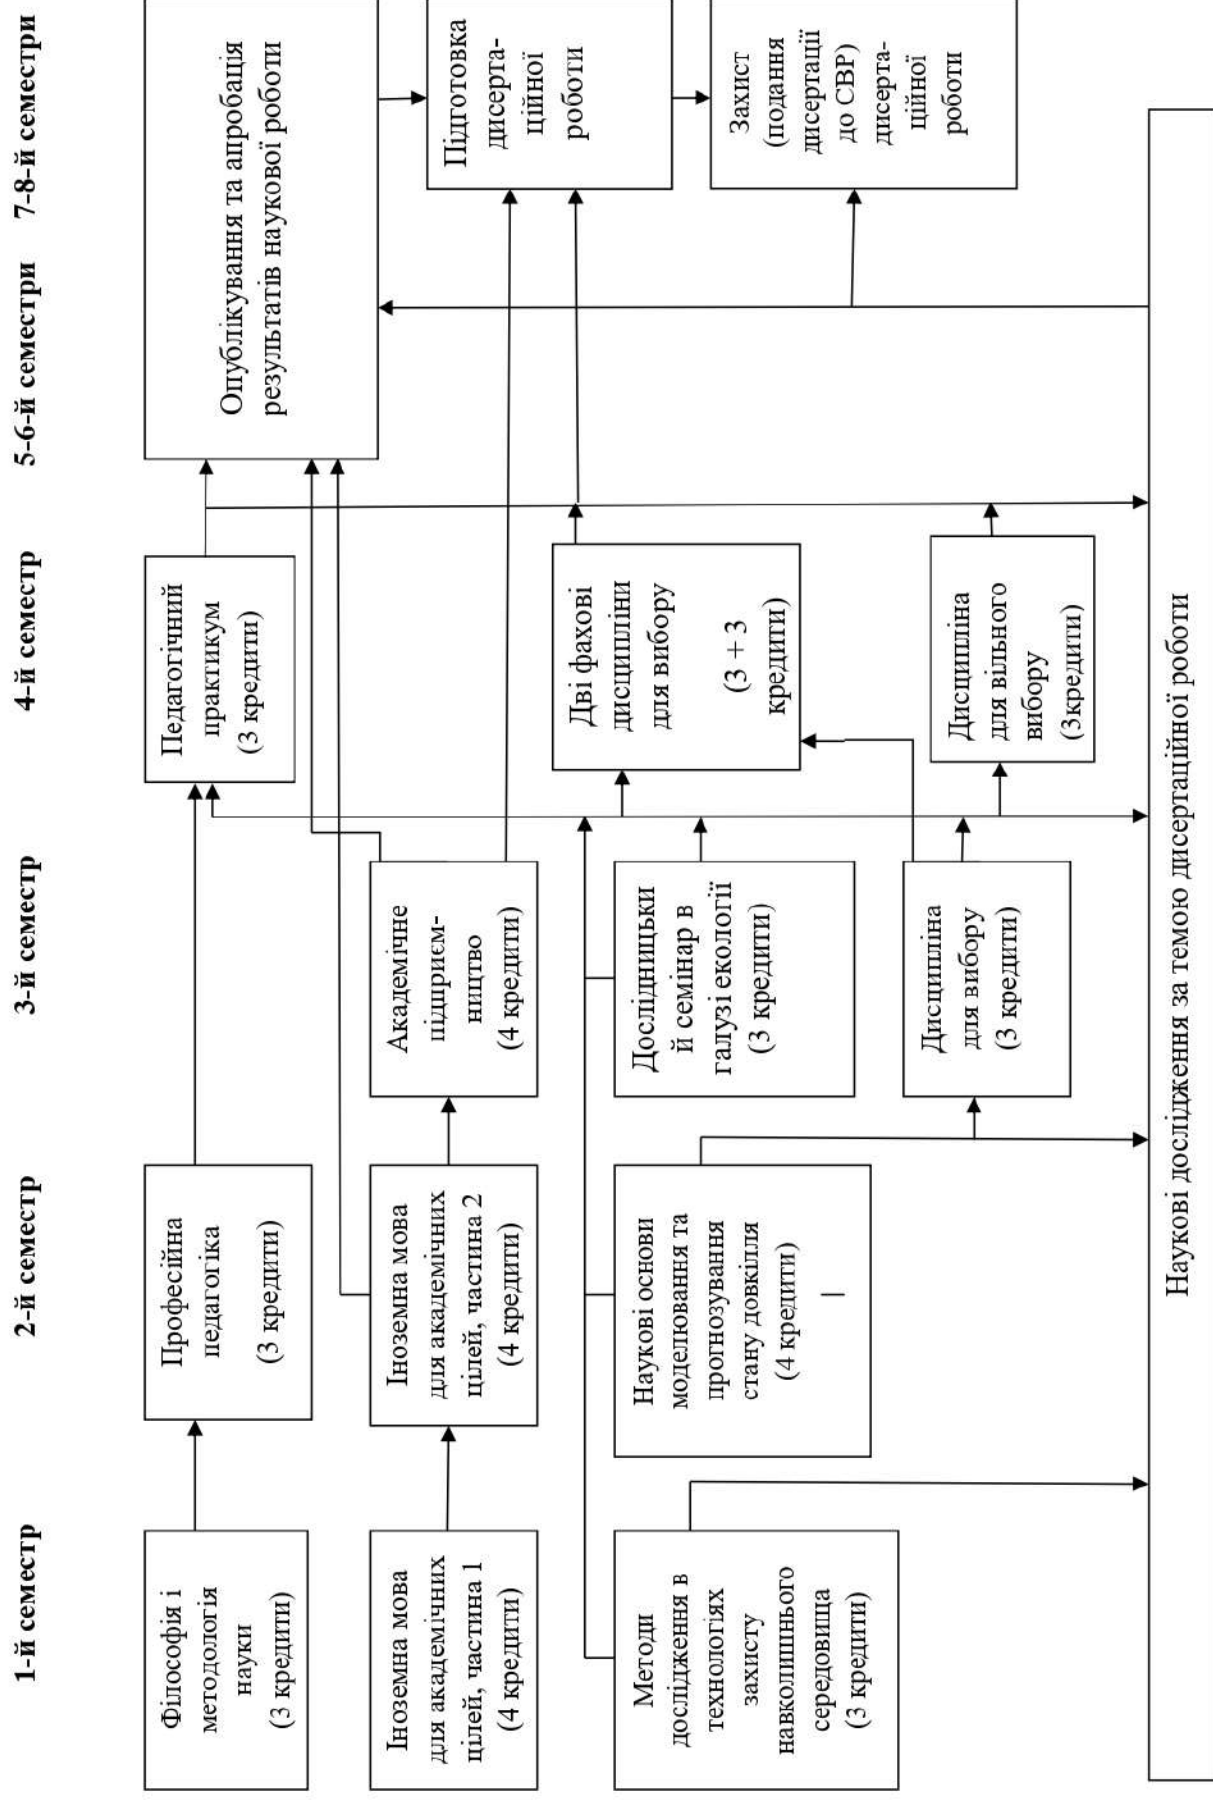 1-й семестр
2-й семестр
3-й семестр
4-й семестр
5-6-й семестри
7-8-й семестри
Філософія і
методологія
науки
(3 кредити)
Професійна
педагогіка
(3 кредити)
Педагогічний
практикум
(3 кредити)
Опублікування та апробація
результатів наукової роботи
Іноземна мова
для академічних
цілей, частина 1
(4 кредити)
Іноземна мова
для академічних
цілей, частина 2
(4 кредити)
Академічне
підприєм-
ництво
(4 кредити)
Підготовка
дисерта-
ційної
роботи
Методи
дослідження в
технологіях
захисту
навколишнього
середовища
(3 кредити)
Наукові основи
моделювання та
прогнозування
стану довкілля
(4 кредити)
Дослідницьки
й семінар в
галузі екології
(3 кредити)
Дві фахові
дисципліни
для вибору
(3 + 3
кредити)
Захист
(подання
дисертації
до СВР)
дисерта-
ційної
роботи
Дисципліна
для вибору
(3 кредити)
Дисципліна
для вільного
вибору
(3кредити)
Наукові дослідження за темою дисертаційної роботи